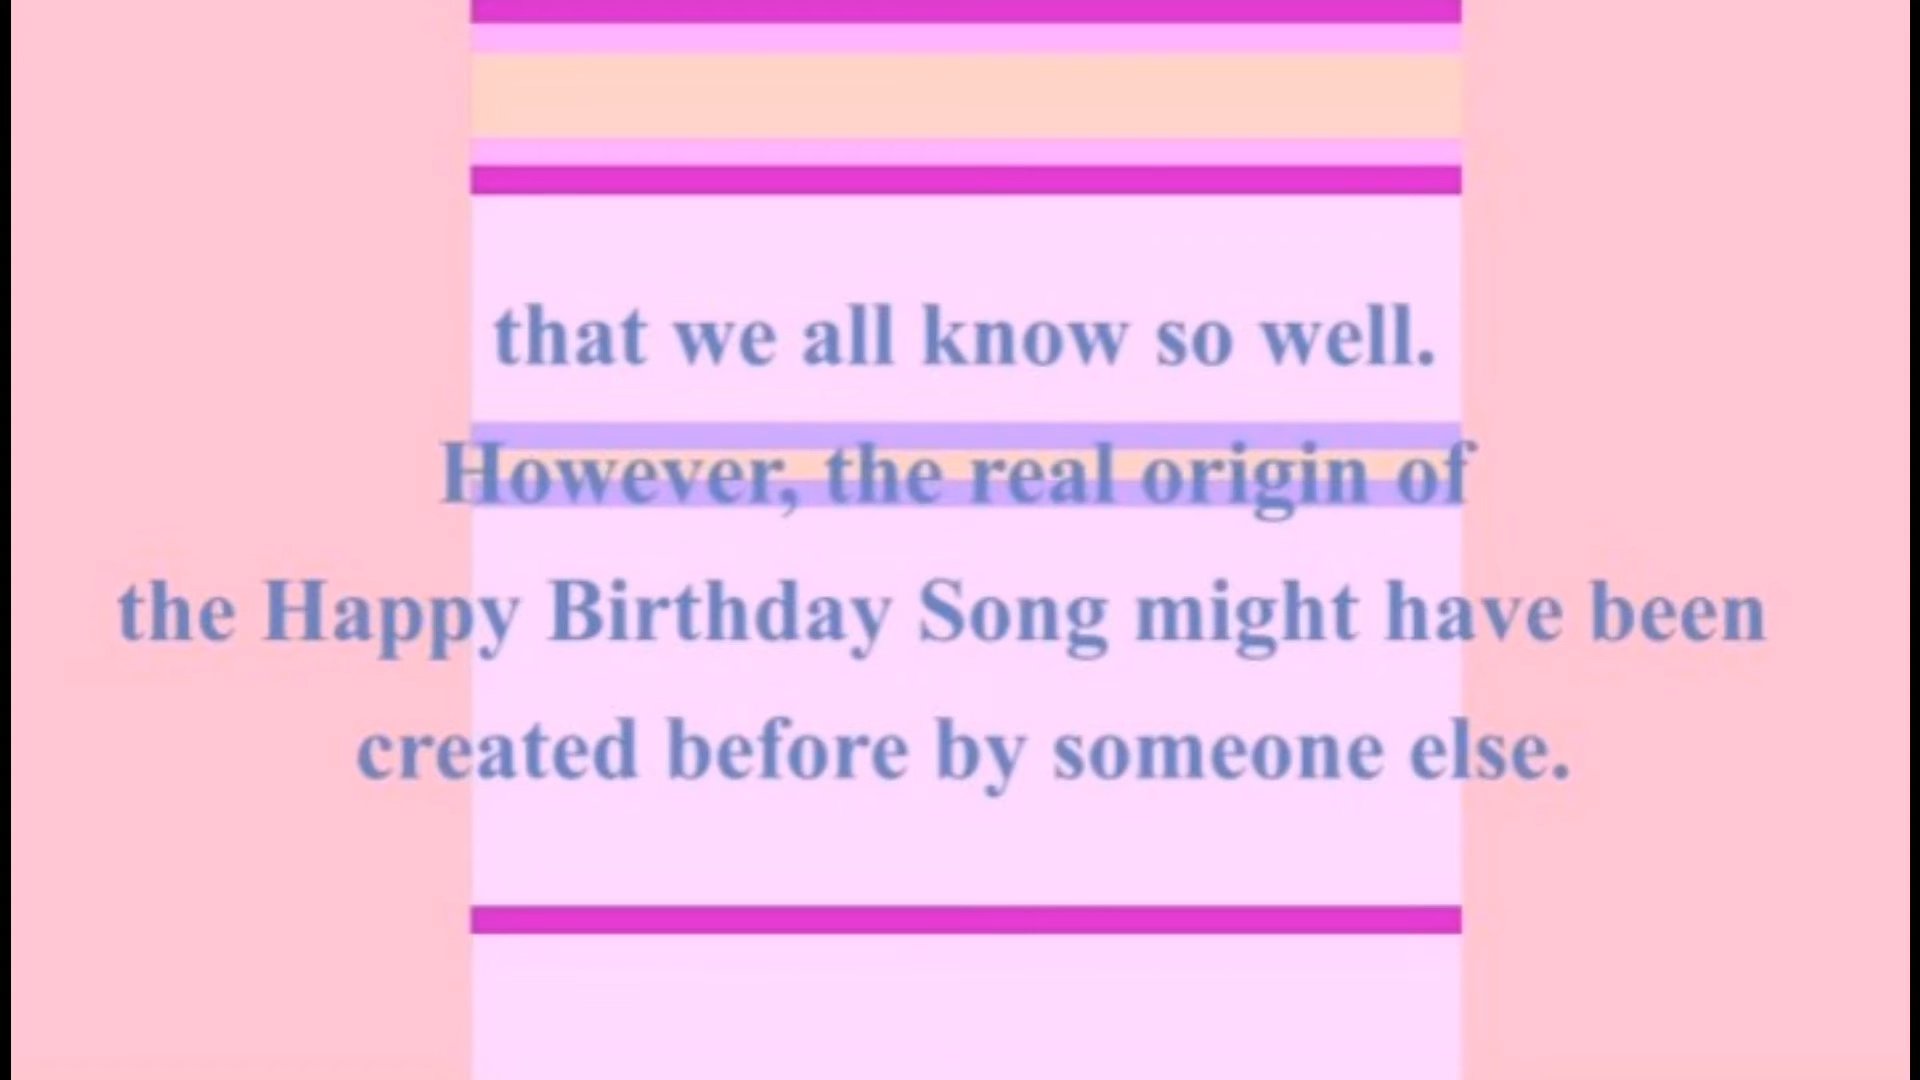 that we all know so well.
However, the real origin of
the Happy Birthday Song might have been
created before by someone else.